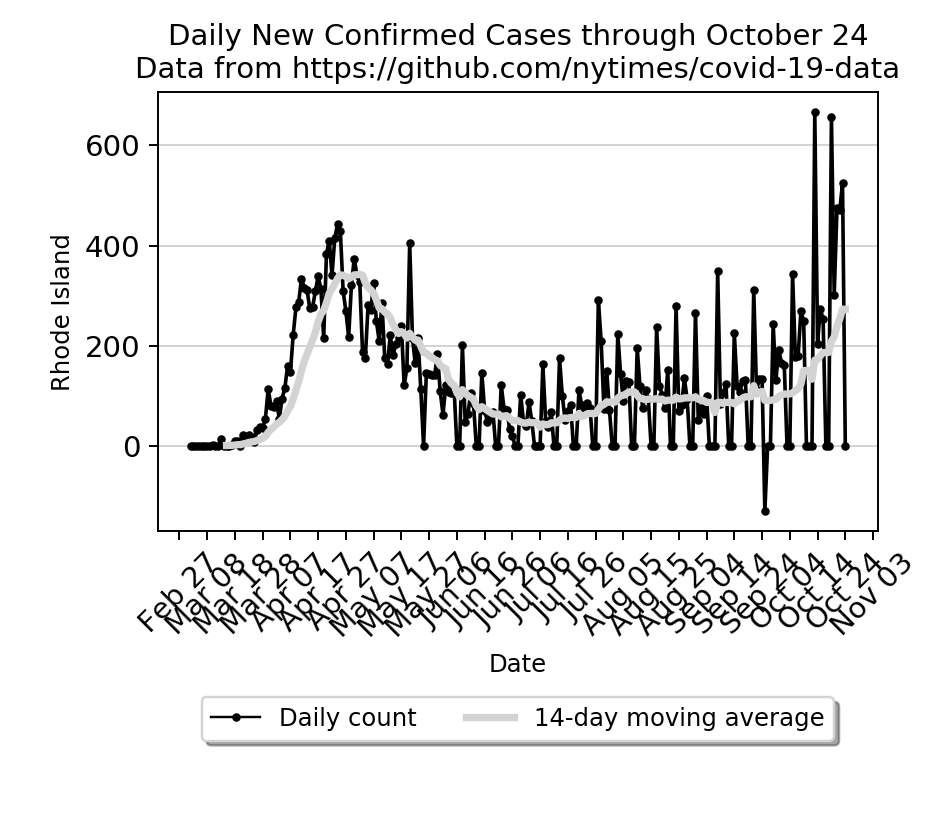 Daily New Confirmed Cases through October 24
Data from https://github.com/nytimes/covid-19-data
600
400
200
0
Rhode Island
Feb 27
Mar 08
Mar 18
Mar 28
Apr 07
Apr 17
Apr 27
May 07
May 17
May 27
Jun 06
Jun 16
Jun 26
Jul 06
Jul 16
Jul 26
Aug 05
Aug 15
Aug 25
Sep 04
Sep 14
Sep 24
Oct 04
Oct 14
Oct 24
Nov 03
Date
Daily count
14-day moving average